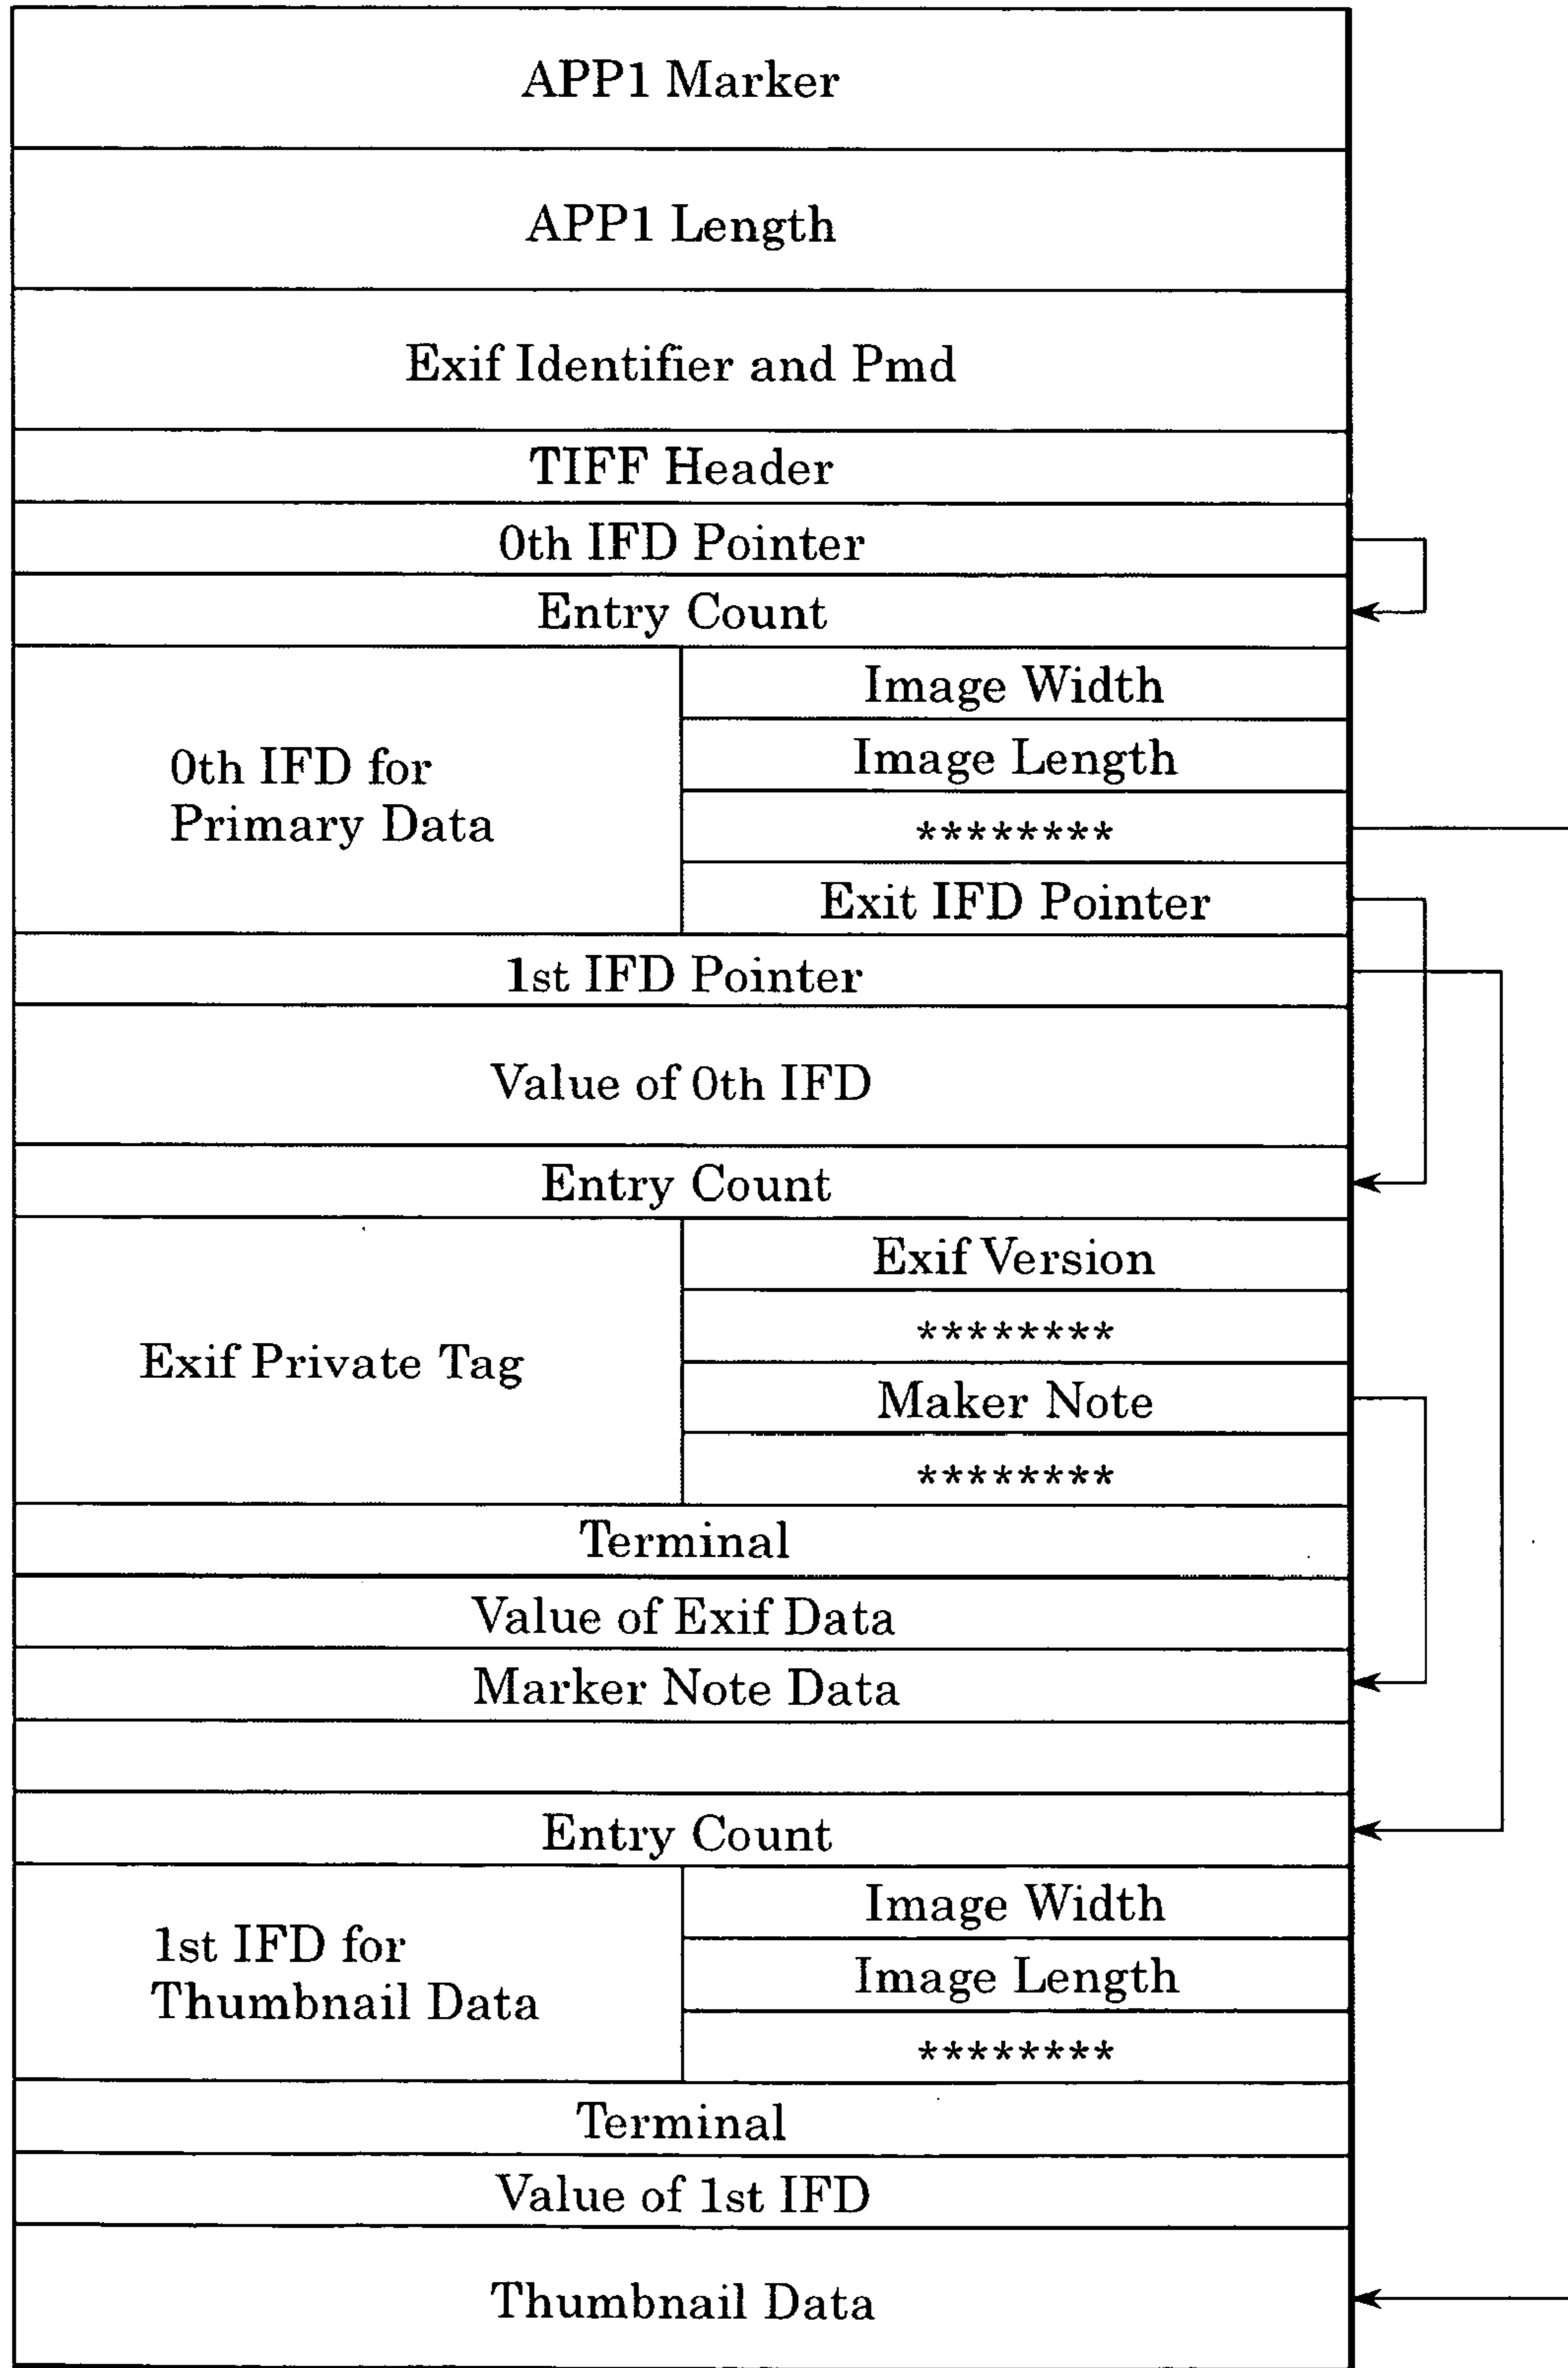 APP1 Marker
APP1 Length
Exif Identifier and Pmd
TIFF Header
0th IFD Pointer
Entry Count
0th IFD for
Primary Data
Image Width
Image Length
********
Exit IFD Pointer
1st IFD Pointer
Value of 0th IFD
Entry Count
Exif Private Tag
Exif Version
********
Maker Note
********
Terminal
Value of Exif Data
Marker Note Data
Entry Count
1st IFD for
Thumbnail Data
Image Width
Image Length
********
Terminal
Value of 1st IFD
Thumbnail Data